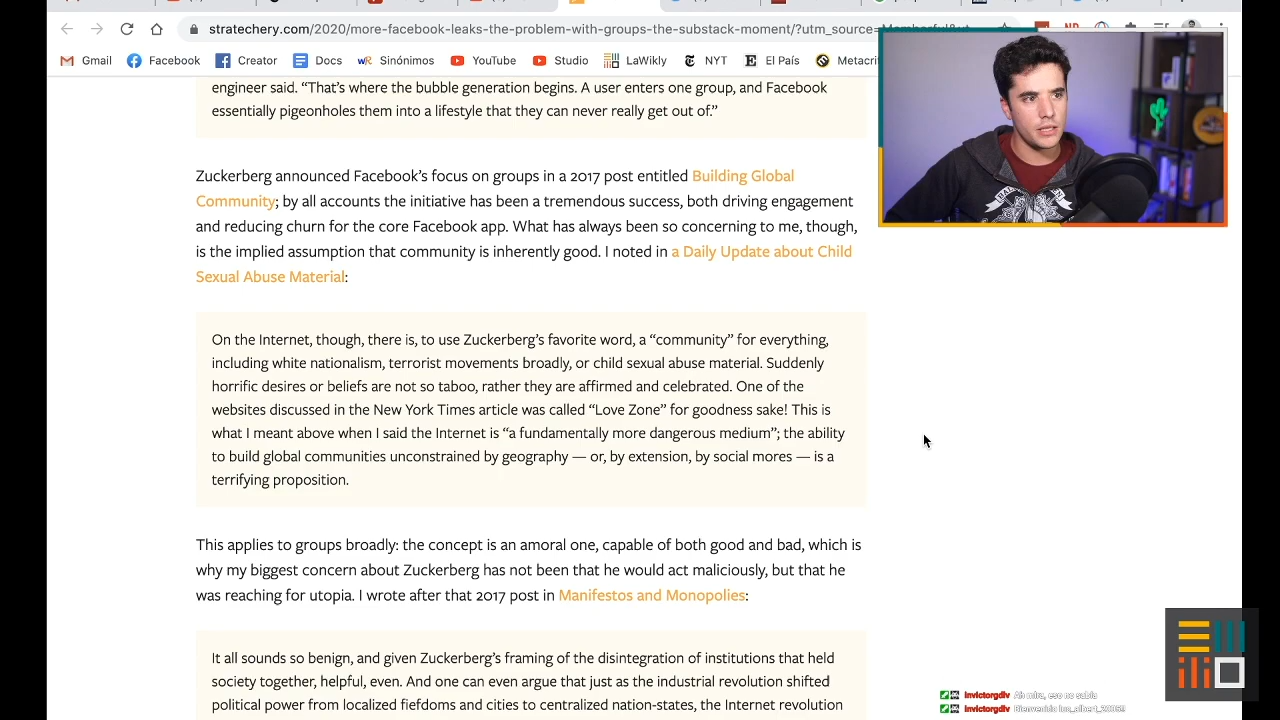 stratechery.com/2020/more-facebook-leaks-the-problem-with-groups-the-substack-moment/?utm_source=Memberful&ut
Gmail Facebook Creator Docs Sinónimos YouTube Studio LaWikly NYT El País Metacri
engineer said. “That’s where the bubble generation begins. A user enters one group, and Facebook
essentially pigeonholes them into a lifestyle that they can never really get out of.”
Zuckerberg announced Facebook’s focus on groups in a 2017 post entitled Building Global
Community; by all accounts the initiative has been a tremendous success, both driving engagement
and reducing churn for the core Facebook app. What has always been so concerning to me, though,
is the implied assumption that community is inherently good. I noted in a Daily Update about Child
Sexual Abuse Material:
On the Internet, though, there is, to use Zuckerberg’s favorite word, a “community” for everything,
including white nationalism, terrorist movements broadly, or child sexual abuse material. Suddenly
horrific desires or beliefs are not so taboo, rather they are affirmed and celebrated. One of the
websites discussed in the New York Times article was called “Love Zone” for goodness sake! This is
what I meant above when I said the Internet is “a fundamentally more dangerous medium”; the ability
to build global communities unconstrained by geography — or, by extension, by social mores — is a
terrifying proposition.
This applies to groups broadly: the concept is an amoral one, capable of both good and bad, which is
why my biggest concern about Zuckerberg has not been that he would act maliciously, but that he
was reaching for utopia. I wrote after that 2017 post in Manifestos and Monopolies:
It all sounds so benign, and given Zuckerberg’s framing of the disintegration of institutions that held
society together, helpful, even. And one can even argue that just as the industrial revolution shifted
political power from localized fiefdoms and cities to centralized nation-states, the Internet revolution
Invictorgdlv Ah mira, eso no sabía
Invictorgdlv Bienvenido